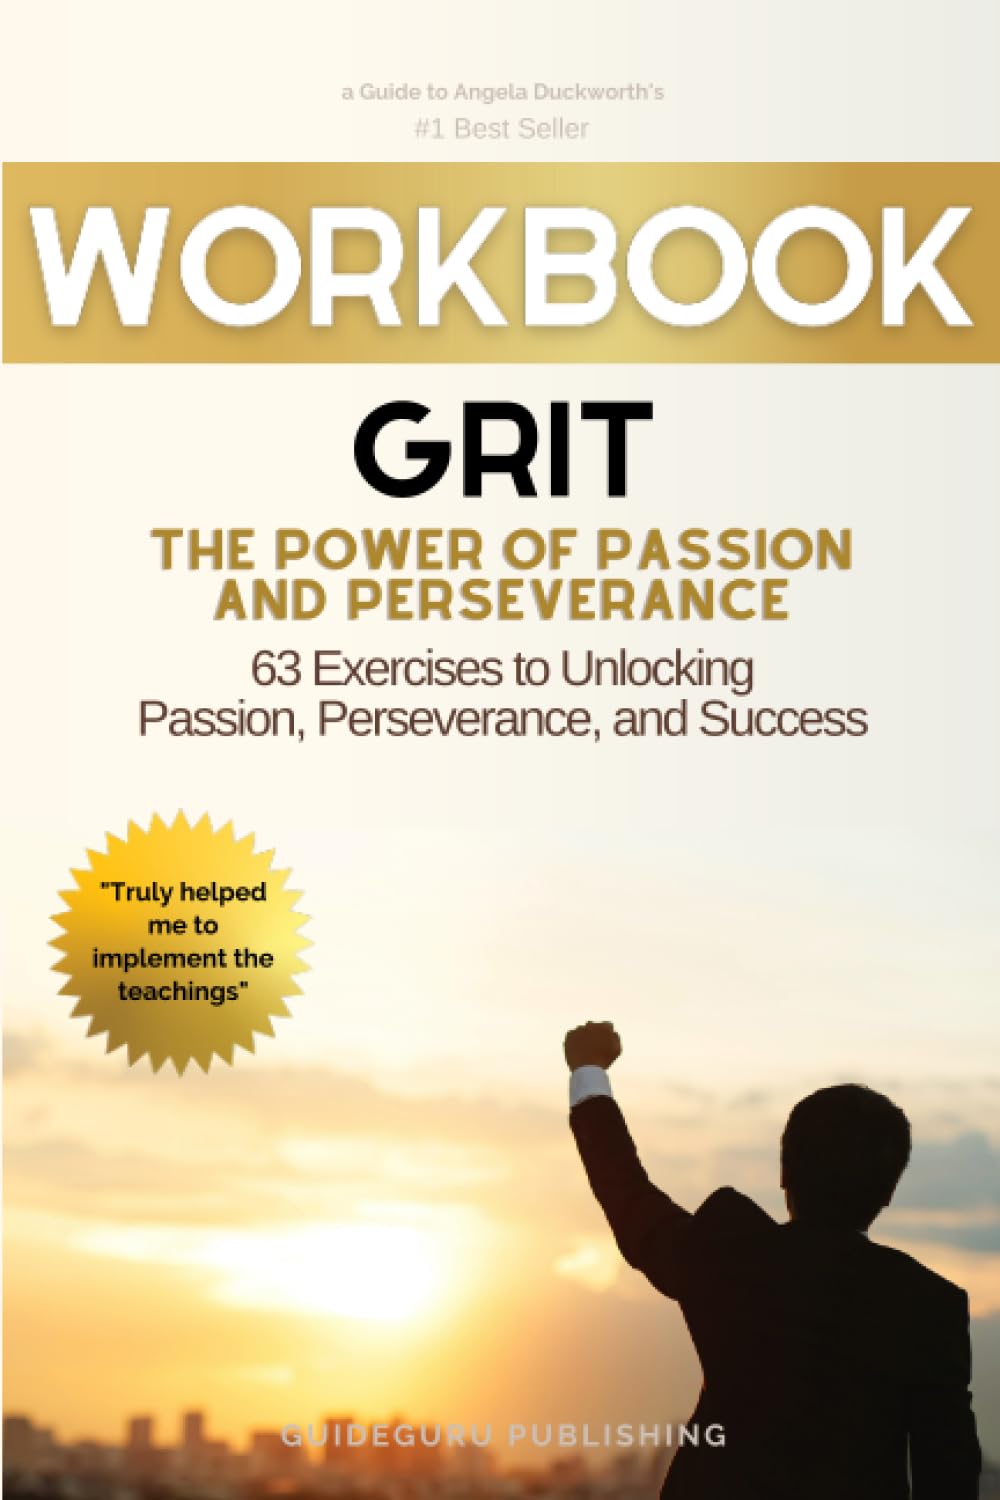 a Guide to Angela Duckworth's
#1 Best Seller
WORKBOOK
GRIT
THE POWER OF PASSION
AND PERSEVERANCE
63 Exercises to Unlocking
Passion, Perseverance, and Success
"Truly helped
me to
implement the
teachings"
GUIDEGURU PUBLISHING